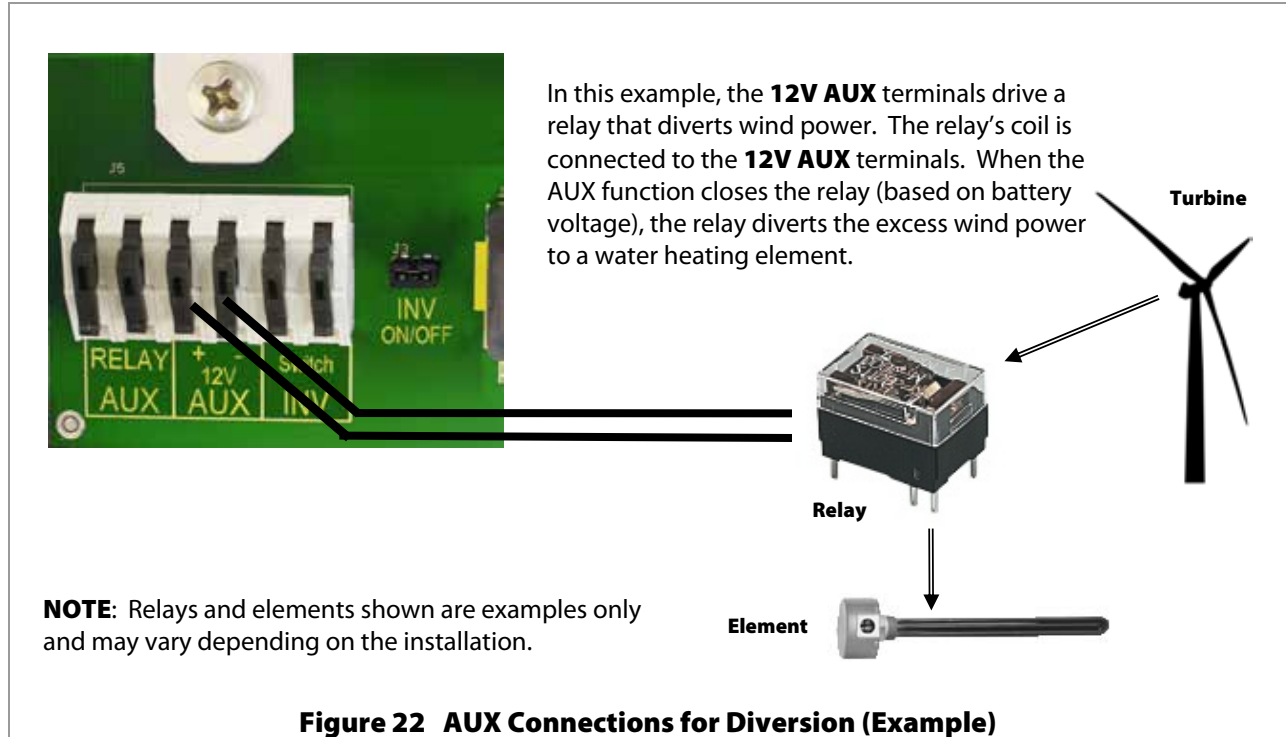 In this example, the 12V AUX terminals drive a
relay that diverts wind power. The relay’s coil is
connected to the 12V AUX terminals. When the
AUX function closes the relay (based on battery
voltage), the relay diverts the excess wind power
to a water heating element.
J5
J3
INV
ON/OFF
RELAY
AUX
+ -
12V
AUX
Switch
INV
Turbine
Relay
Element
NOTE: Relays and elements shown are examples only
and may vary depending on the installation.
Figure 22 AUX Connections for Diversion (Example)